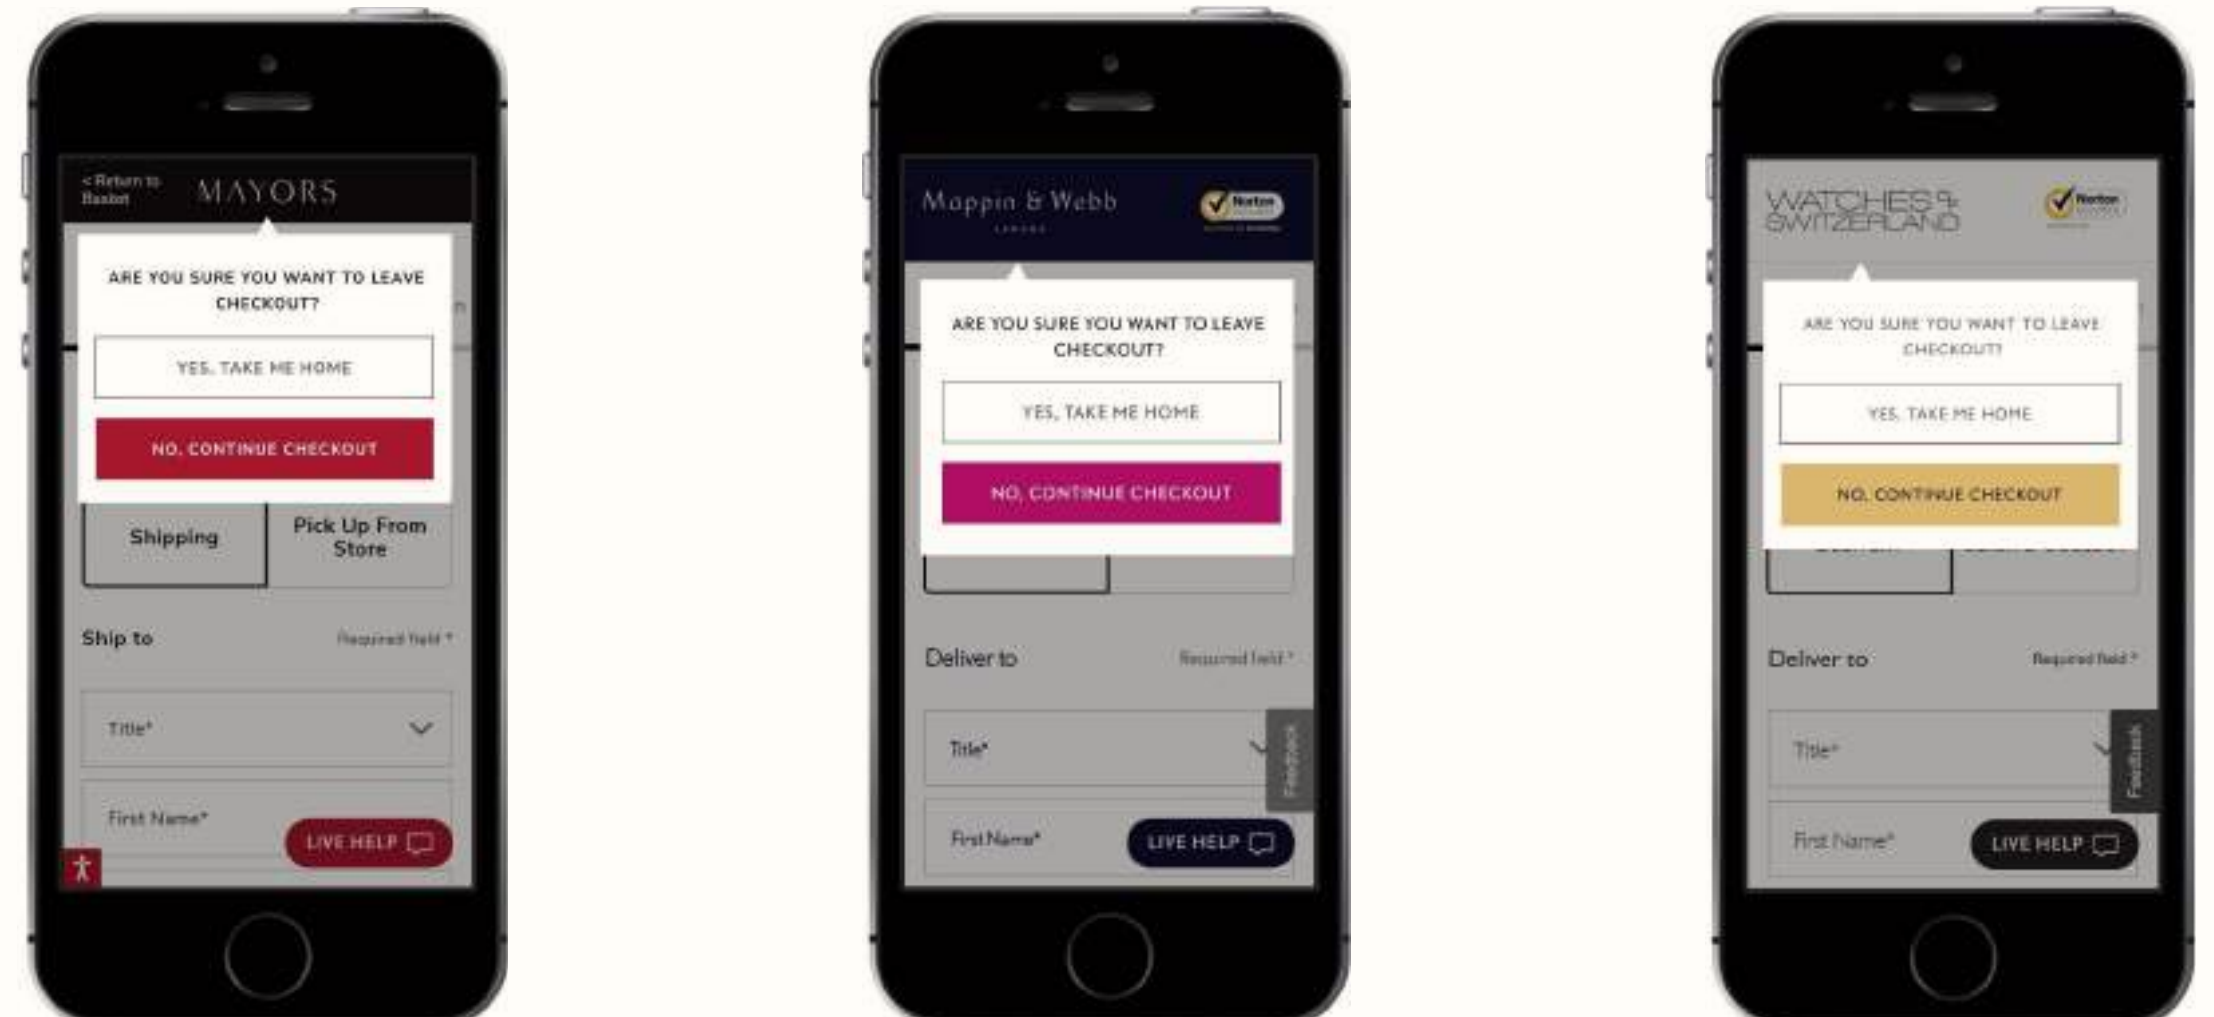 < Return to
Basket
MAYORS
ARE YOU SURE YOU WANT TO LEAVE
CHECKOUT?
YES, TAKE ME HOME
NO, CONTINUE CHECKOUT
Shipping
Pick Up From
Store
Ship to
Required field *
Title*
First Name*
LIVE HELP
Mappin & Webb
LONDON
Norton
ARE YOU SURE YOU WANT TO LEAVE
CHECKOUT?
YES, TAKE ME HOME
NO, CONTINUE CHECKOUT
Deliver to
Required field *
Title*
Feedback
First Name*
LIVE HELP
WATCHES OF
SWITZERLAND
Norton
ARE YOU SURE YOU WANT TO LEAVE
CHECKOUT?
YES, TAKE ME HOME
NO, CONTINUE CHECKOUT
Deliver to
Required field *
Title*
Feedback
First Name*
LIVE HELP